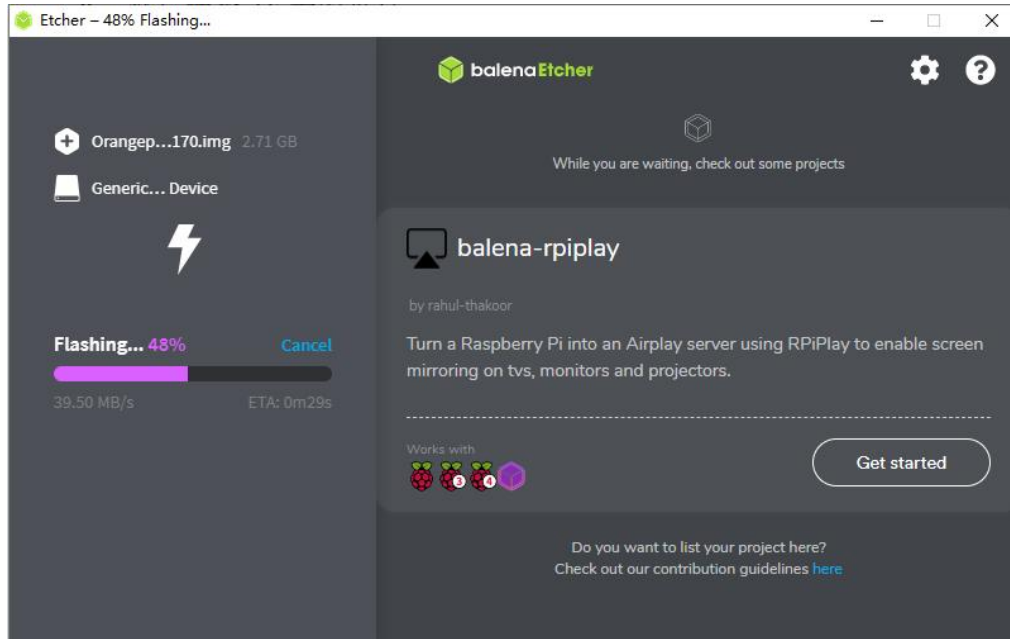 Etcher – 48% Flashing...
balenaEtcher
Orangep...170.img 2.71 GB
Generic... Device
Flashing... 48% Cancel
39.50 MB/s ETA: 0m29s
While you are waiting, check out some projects
balena-rpiplay
by rahul-thakoor
Turn a Raspberry Pi into an Airplay server using RPiPlay to enable screen
mirroring on tvs, monitors and projectors.
Works with
3 4
Get started
Do you want to list your project here?
Check out our contribution guidelines here